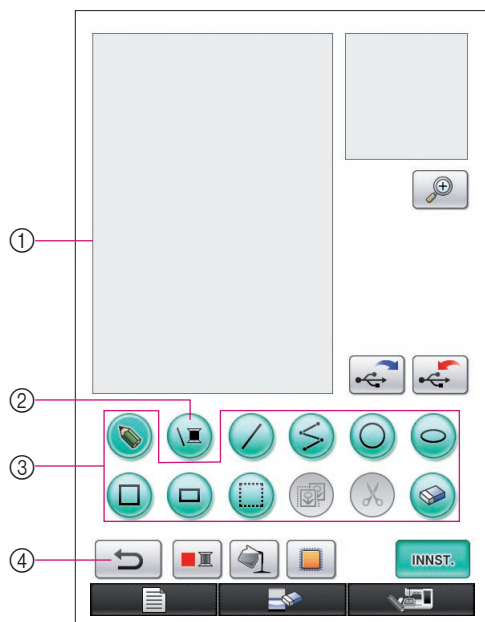 ①
②
③
④
INNST.